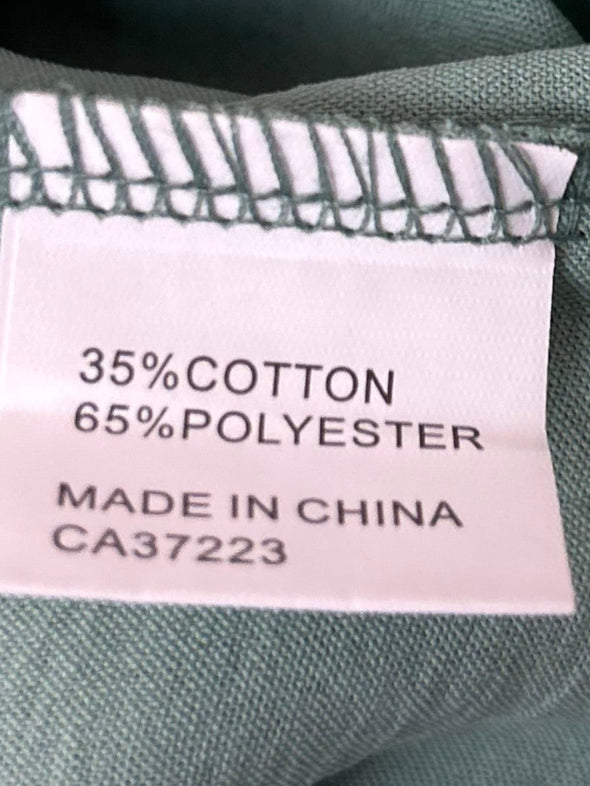 35%COTTON
65%POLYESTER
MADE IN CHINA
CA37223